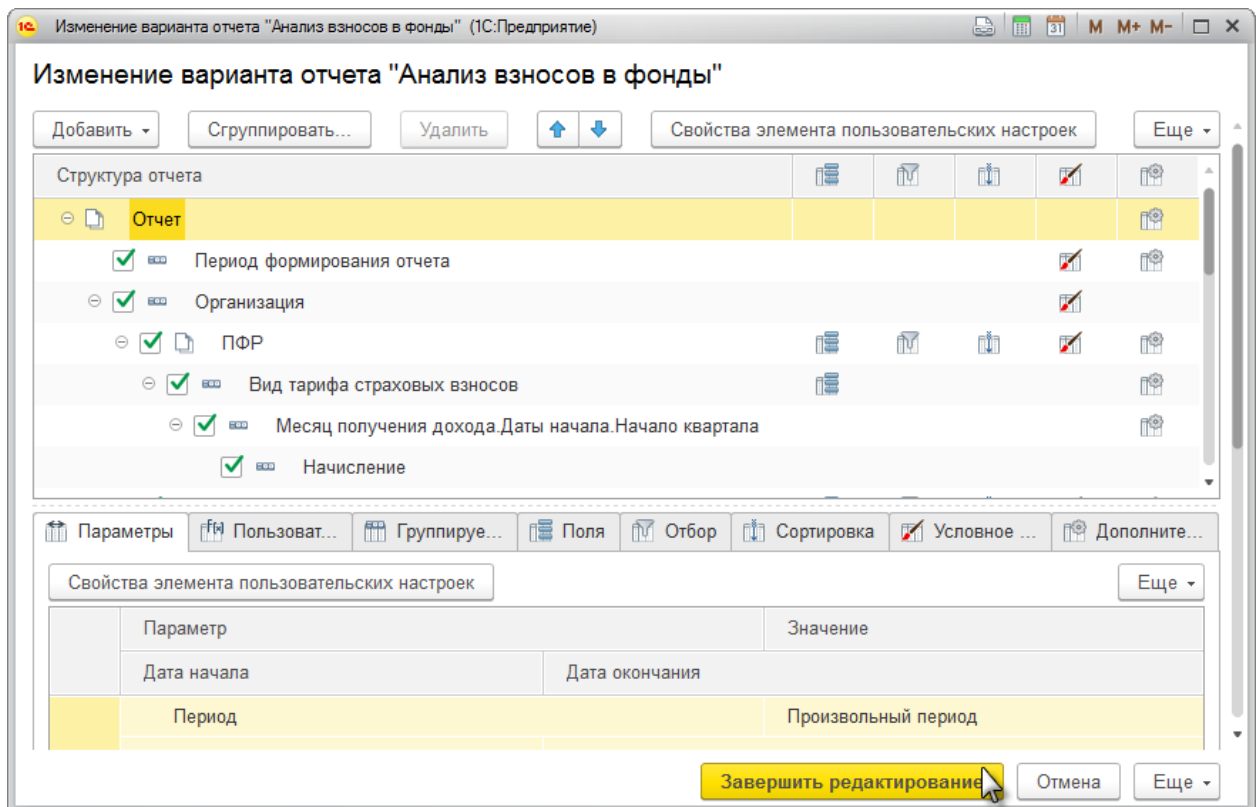 1С Изменение варианта отчета "Анализ взносов в фонды" (1С:Предприятие) 31 M M+ M-
Изменение варианта отчета "Анализ взносов в фонды"
Добавить Сгруппировать... Удалить Свойства элемента пользовательских настроек Еще
Структура отчета
Отчет
Период формирования отчета
Организация
ПФР
Вид тарифа страховых взносов
Месяц получения дохода.Даты начала.Начало квартала
Начисление
Параметры Пользоват... Группируе... Поля Отбор Сортировка Условное ... Дополните...
Свойства элемента пользовательских настроек Еще
Параметр Значение
Дата начала Дата окончания
Период Произвольный период
Завершить редактирование Отмена Еще